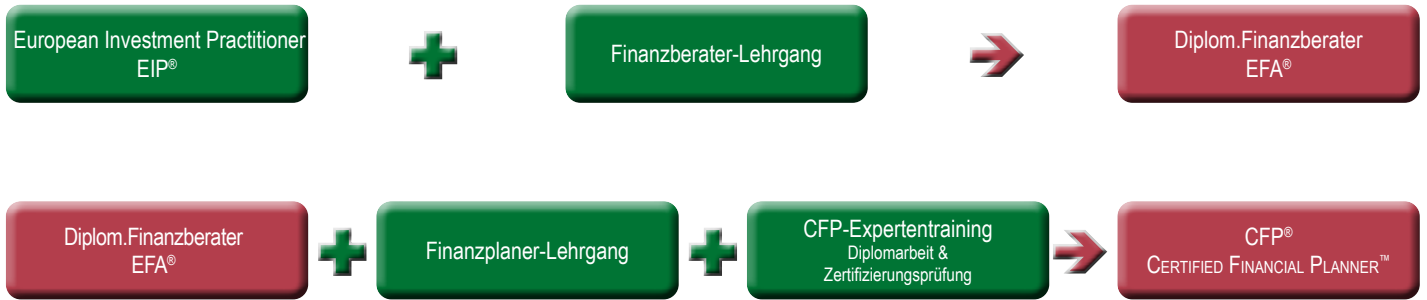 European Investment Practitioner
EIP®
Finanzberater-Lehrgang
Diplom.Finanzberater
EFA®
Diplom.Finanzberater
EFA®
Finanzplaner-Lehrgang
CFP-Expertentraining
Diplomarbeit &
Zertifizierungsprüfung
CFP®
CERTIFIED FINANCIAL PLANNER™